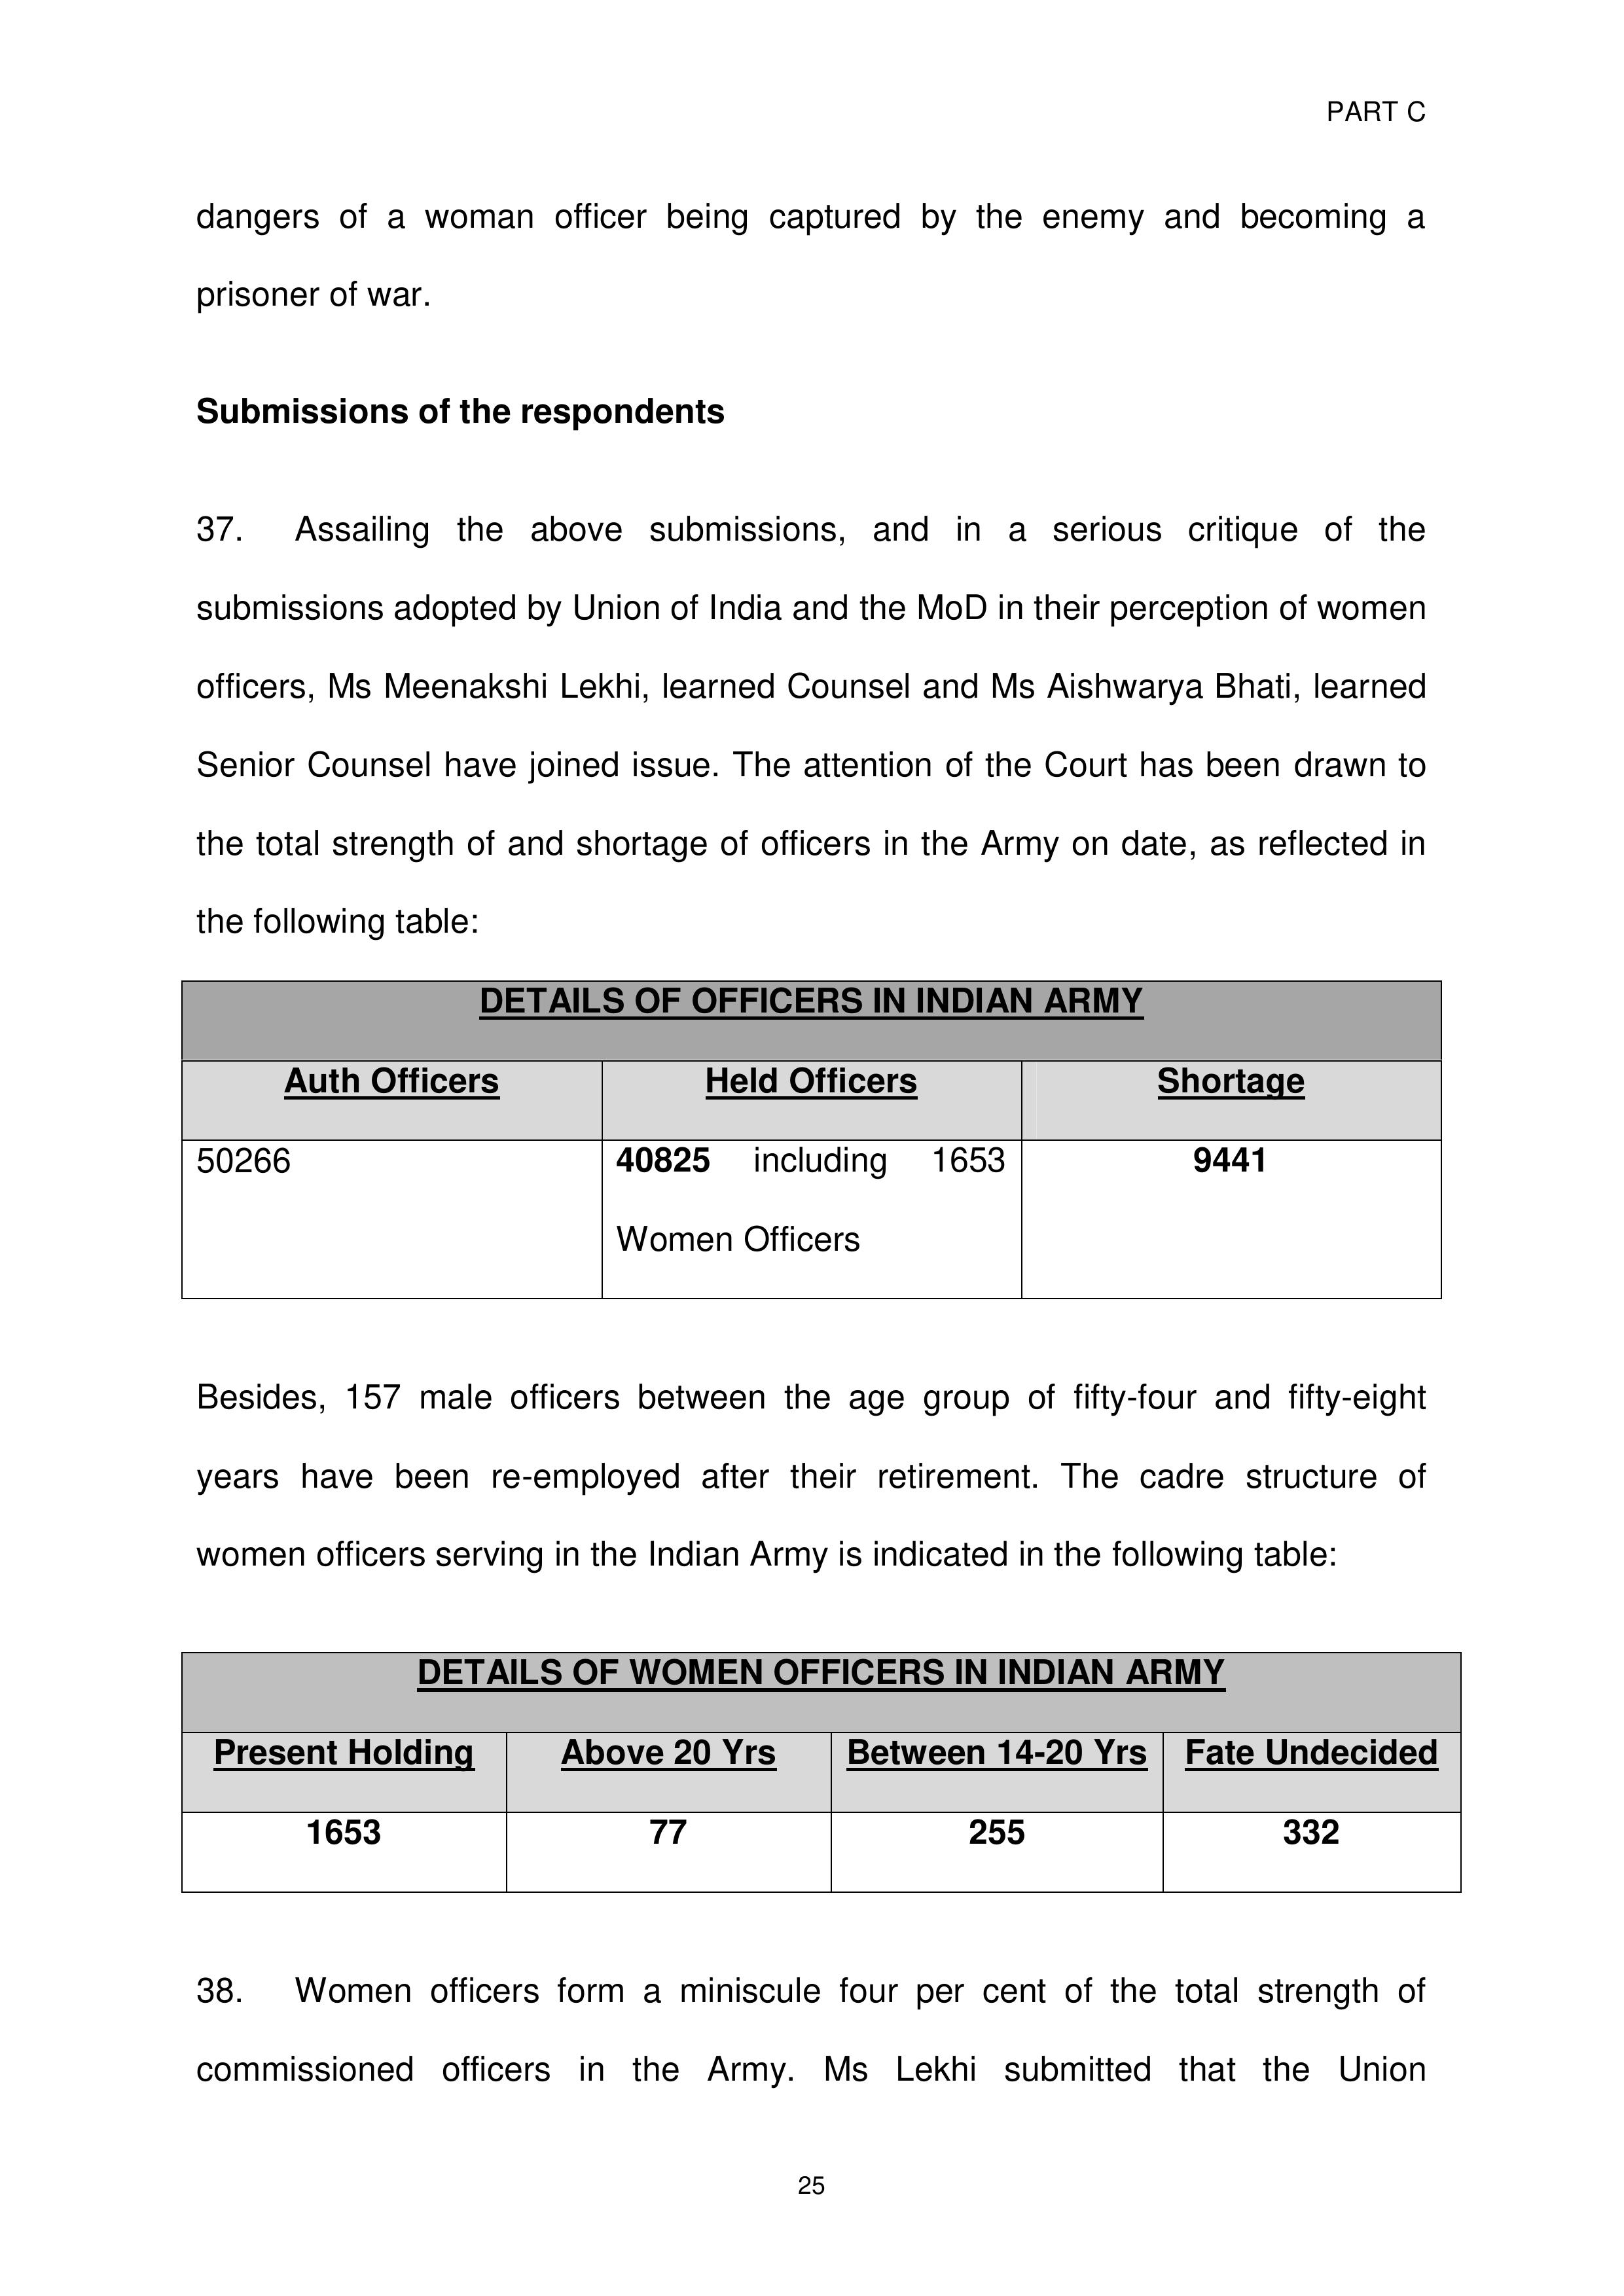 PART C
dangers of a woman officer being captured by the enemy and becoming a
prisoner of war.
Submissions of the respondents
37. Assailing the above submissions, and in a serious critique of the
submissions adopted by Union of India and the MoD in their perception of women
officers, Ms Meenakshi Lekhi, learned Counsel and Ms Aishwarya Bhati, learned
Senior Counsel have joined issue. The attention of the Court has been drawn to
the total strength of and shortage of officers in the Army on date, as reflected in
the following table:
DETAILS OF OFFICERS IN INDIAN ARMY
Auth Officers Held Officers Shortage
50266 40825 including 1653 9441
Women Officers
Besides, 157 male officers between the age group of fifty-four and fifty-eight
years have been re-employed after their retirement. The cadre structure of
women officers serving in the Indian Army is indicated in the following table:
DETAILS OF WOMEN OFFICERS IN INDIAN ARMY
Present Holding Above 20 Yrs Between 14-20 Yrs Fate Undecided
1653 77 255 332
38. Women officers form a miniscule four per cent of the total strength of
commissioned officers in the Army. Ms Lekhi submitted that the Union
25